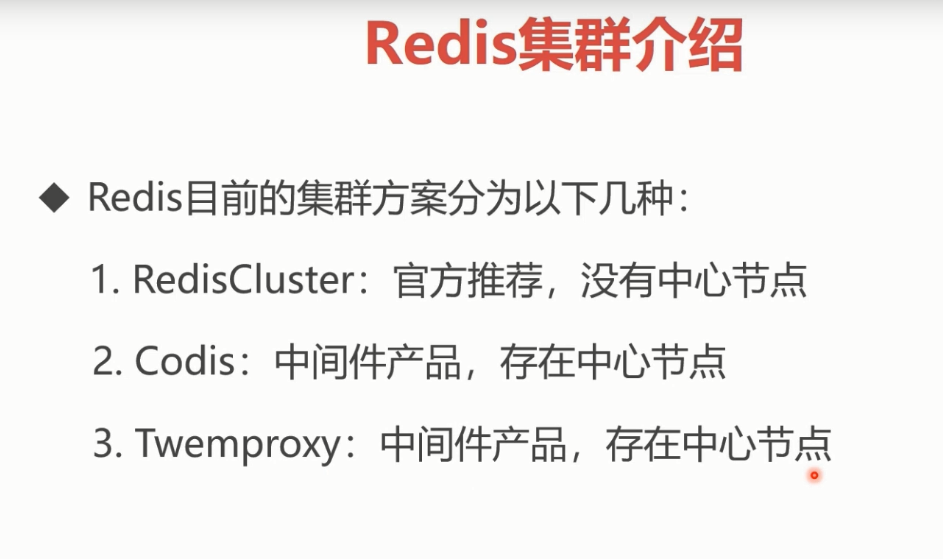 Redis集群介绍
◆ Redis目前的集群方案分为以下几种：
1. RedisCluster：官方推荐，没有中心节点
2. Codis：中间件产品，存在中心节点
3. Twemproxy：中间件产品，存在中心节点